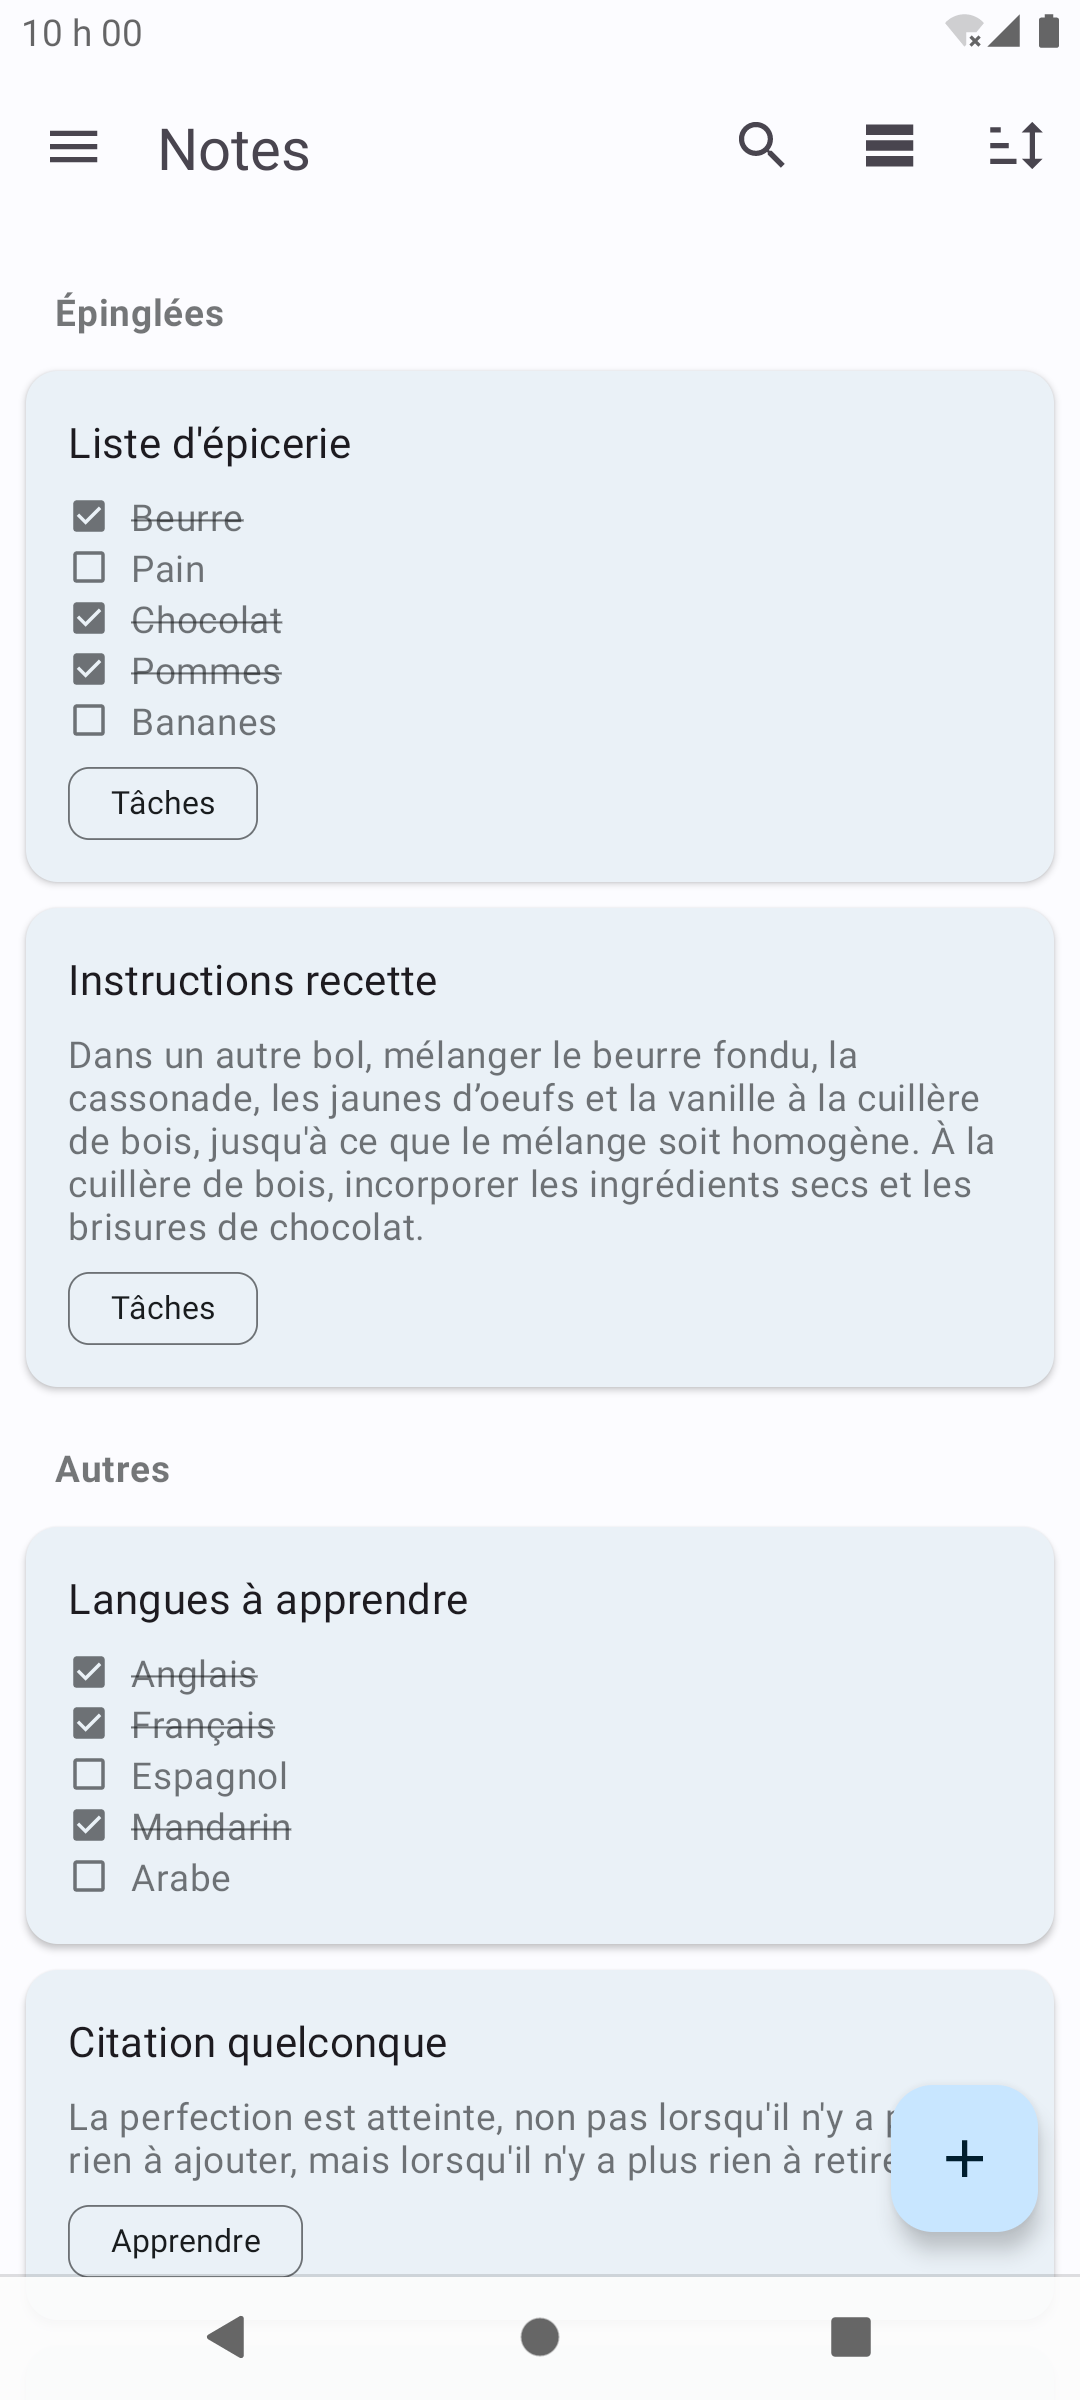 10 h 00
Notes
Épinglées
Liste d'épicerie
Beurre
Pain
Chocolat
Pommes
Bananes
Tâches
Instructions recette
Dans un autre bol, mélanger le beurre fondu, la
cassonade, les jaunes d’oeufs et la vanille à la cuillère
de bois, jusqu'à ce que le mélange soit homogène. À la
cuillère de bois, incorporer les ingrédients secs et les
brisures de chocolat.
Tâches
Autres
Langues à apprendre
Anglais
Français
Espagnol
Mandarin
Arabe
Citation quelconque
La perfection est atteinte, non pas lorsqu'il n'y a
rien à ajouter, mais lorsqu'il n'y a plus rien à
Apprendre